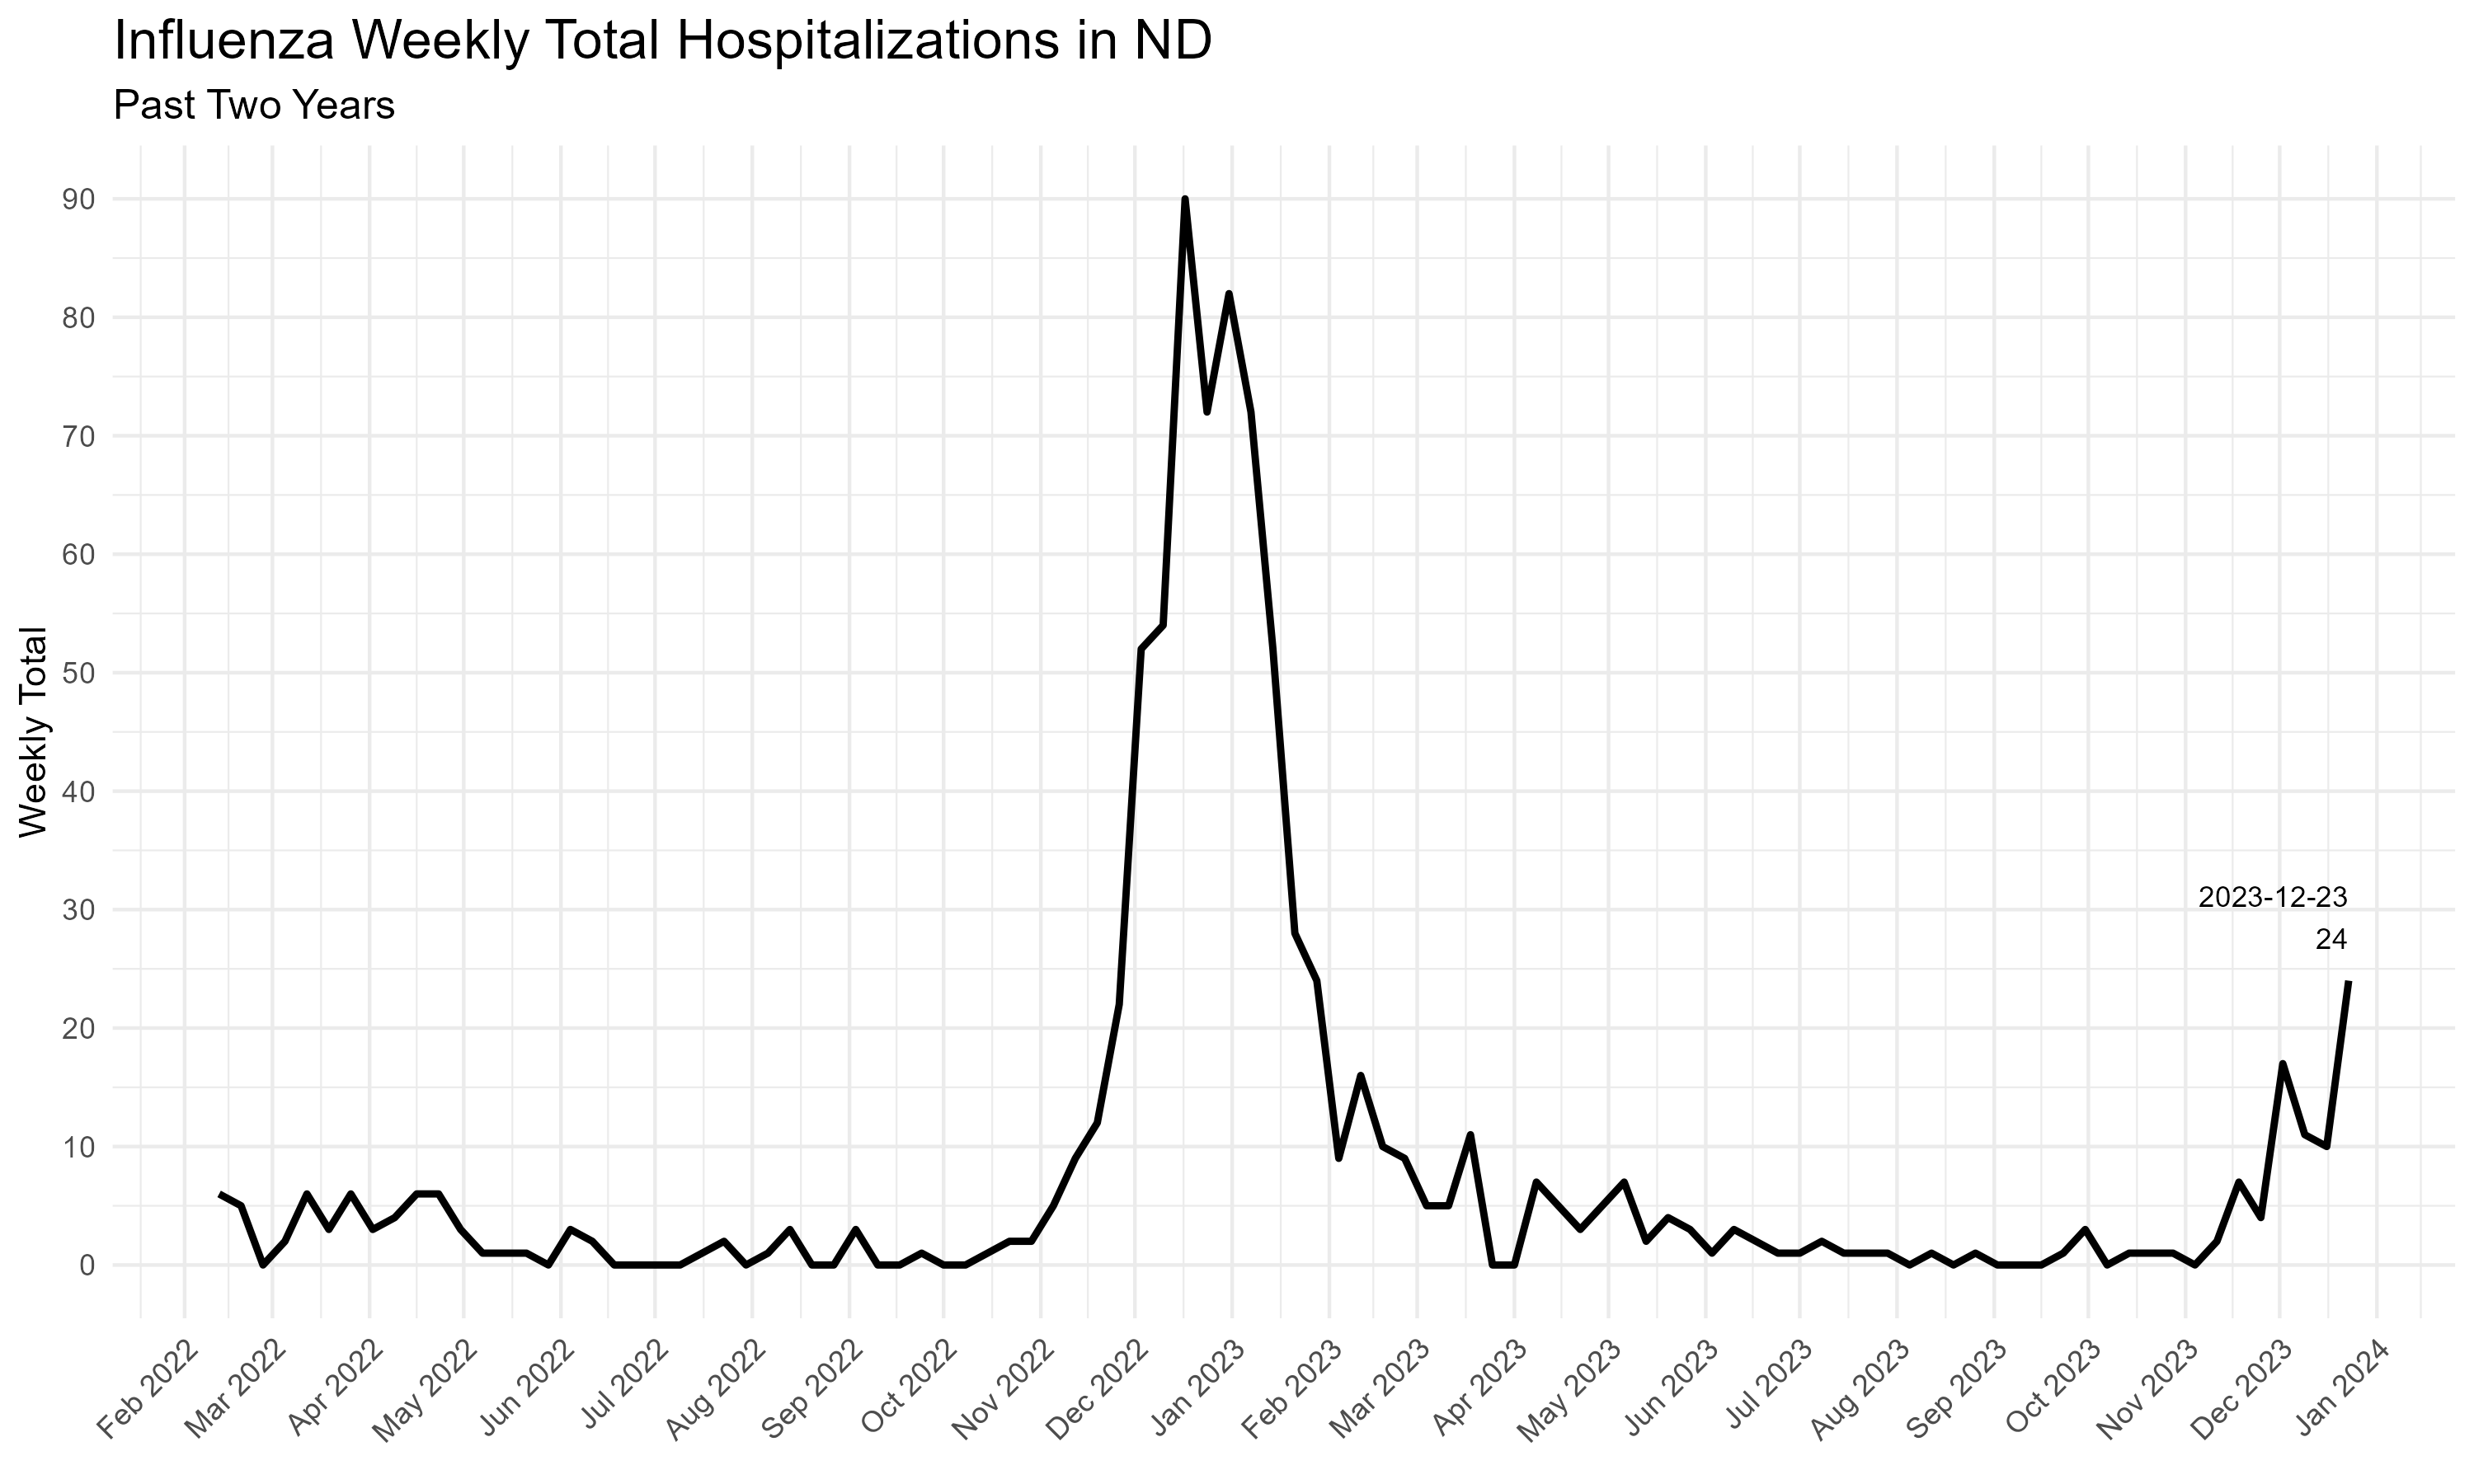 Influenza Weekly Total Hospitalizations in ND
Past Two Years
Weekly Total
90
80
70
60
50
40
30
20
10
0
2023-12-23
24
Feb 2022
Mar 2022
Apr 2022
May 2022
Jun 2022
Jul 2022
Aug 2022
Sep 2022
Oct 2022
Nov 2022
Dec 2022
Jan 2023
Feb 2023
Mar 2023
Apr 2023
May 2023
Jun 2023
Jul 2023
Aug 2023
Sep 2023
Oct 2023
Nov 2023
Dec 2023
Jan 2024